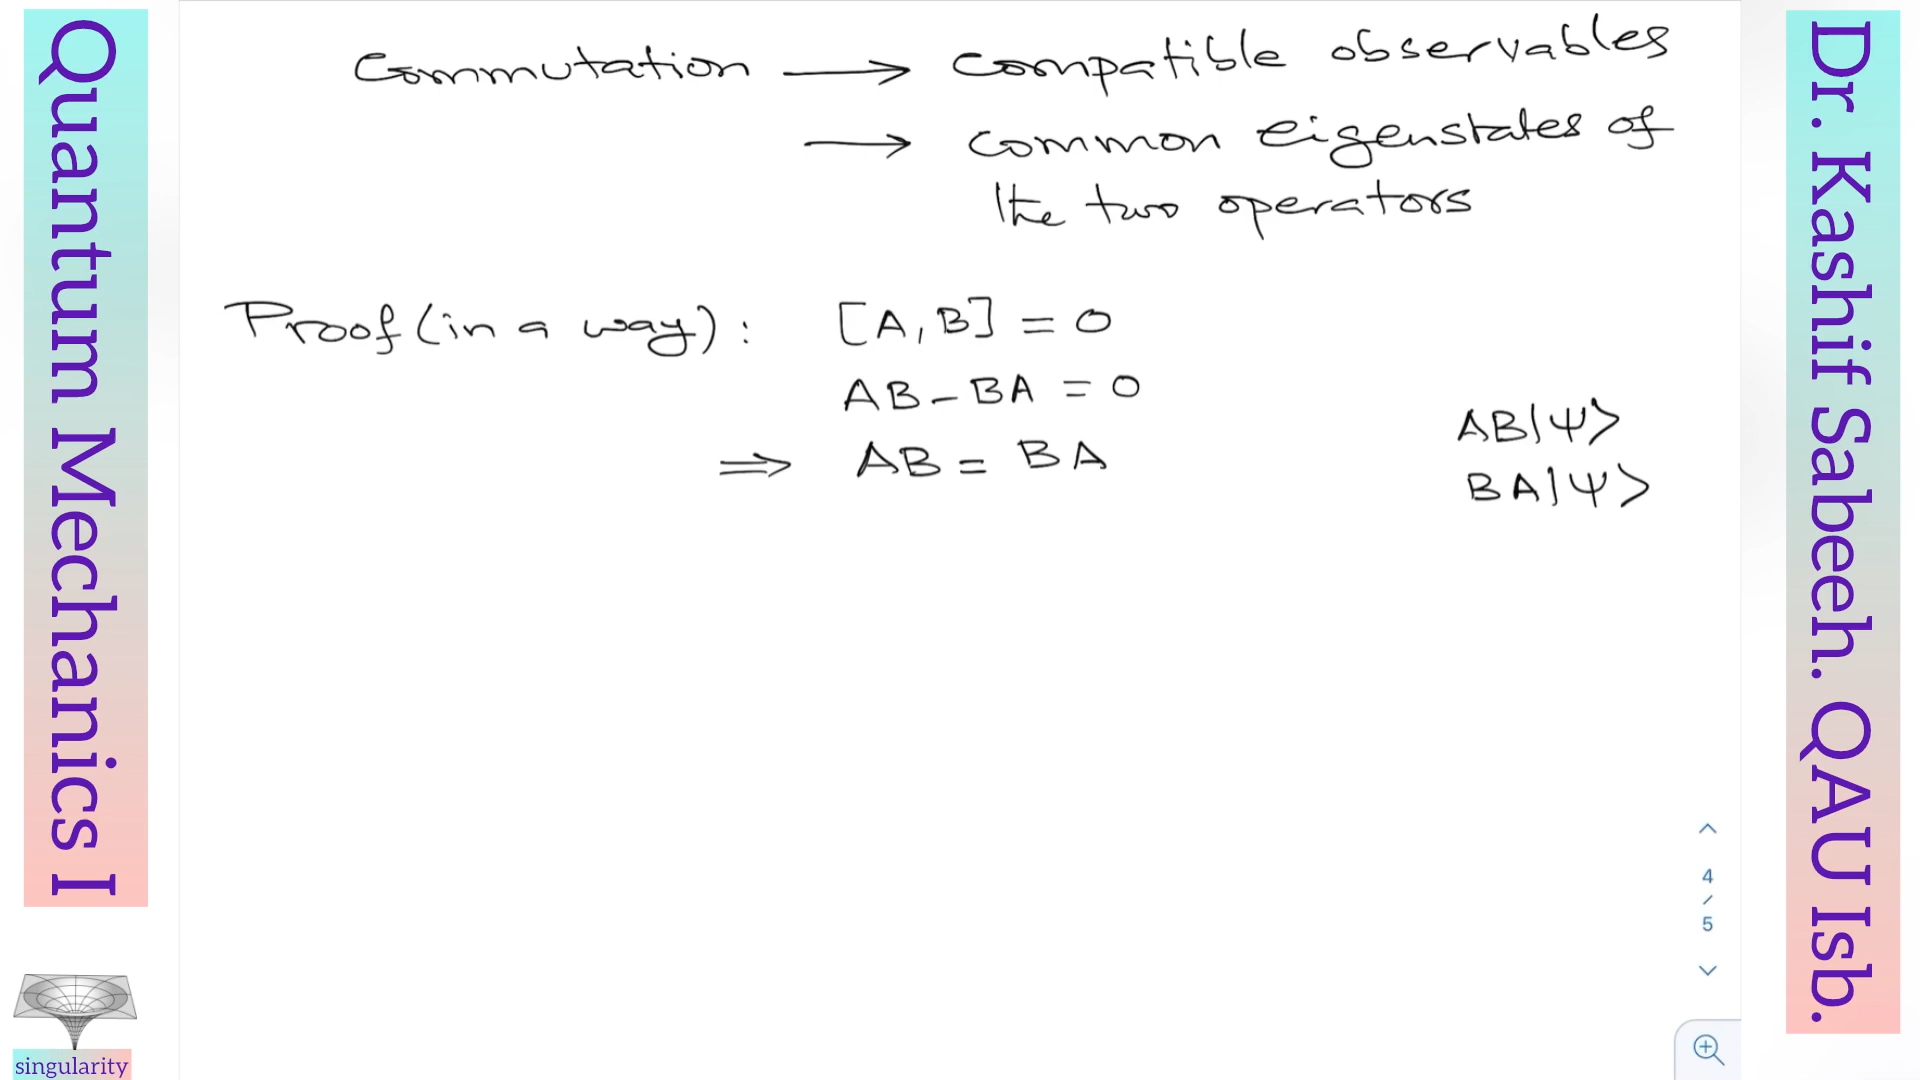 Quantum Mechanics I
Commutation → compatible observables
→ common eigenstates of
the two operators
Proof (in a way) : [A, B] = 0
AB - BA = 0
⇒ AB = BA
AB|ψ>
BA|ψ>
4
/
5
singularity
Dr. Kashif Sabeeh. QAU Isb.